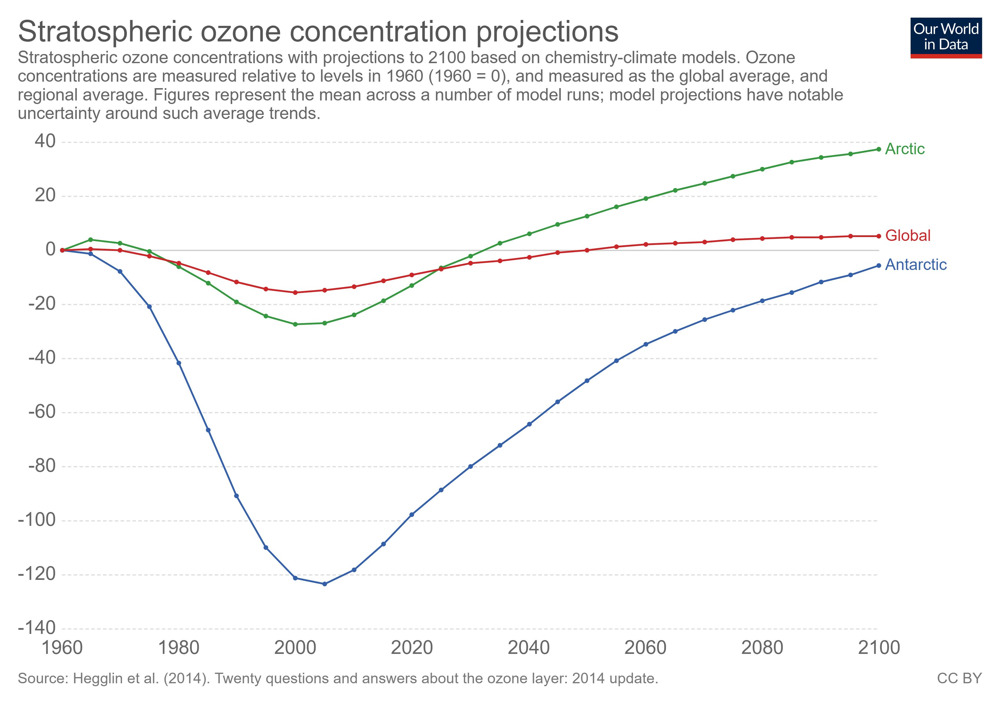 Stratospheric ozone concentration projections
Our World
in Data
Stratospheric ozone concentrations with projections to 2100 based on chemistry-climate models. Ozone
concentrations are measured relative to levels in 1960 (1960 = 0), and measured as the global average, and
regional average. Figures represent the mean across a number of model runs; model projections have notable
uncertainty around such average trends.
40
Arctic
20
Global
0
Antarctic
-20
-40
-60
-80
-100
-120
-140
1960 1980 2000 2020 2040 2060 2080 2100
Source: Hegglin et al. (2014). Twenty questions and answers about the ozone layer: 2014 update.
CC BY